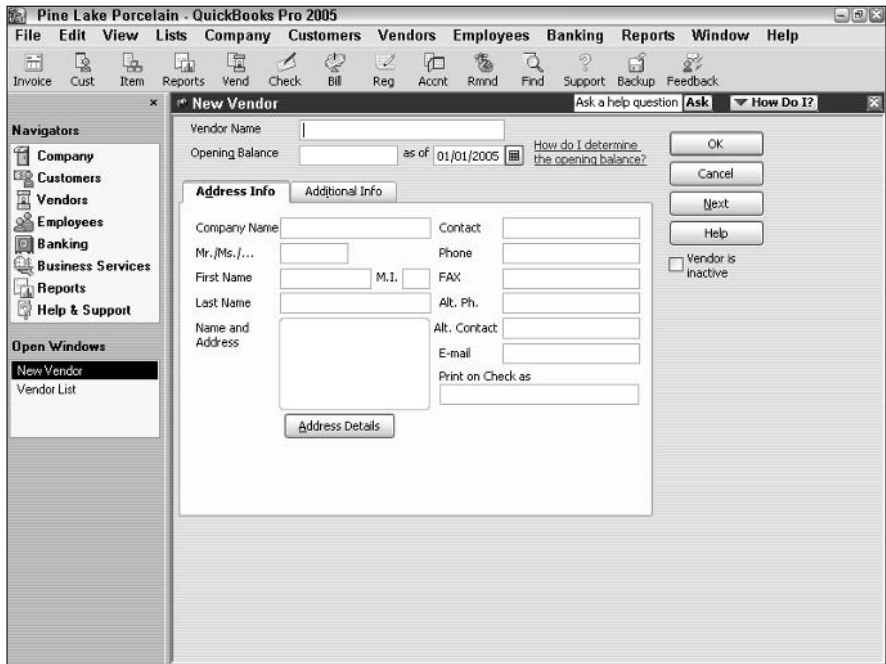 Pine Lake Porcelain - QuickBooks Pro 2005
File Edit View Lists Company Customers Vendors Employees Banking Reports Window Help
Invoice Cust Item Reports Vend Check Bill Reg Accnt Rmnd Find Support Backup Feedback
New Vendor Ask a help question Ask How Do I?
Navigators
Company
Customers
Vendors
Employees
Banking
Business Services
Reports
Help & Support
Open Windows
New Vendor
Vendor List
Vendor Name
Opening Balance as of 01/01/2005 How do I determine
the opening balance?
Address Info Additional Info
Company Name Contact
Mr./Ms./... Phone
First Name M.I. FAX
Last Name Alt. Ph.
Name and Alt. Contact
Address
E-mail
Print on Check as
Address Details
OK
Cancel
Next
Help
Vendor is
inactive